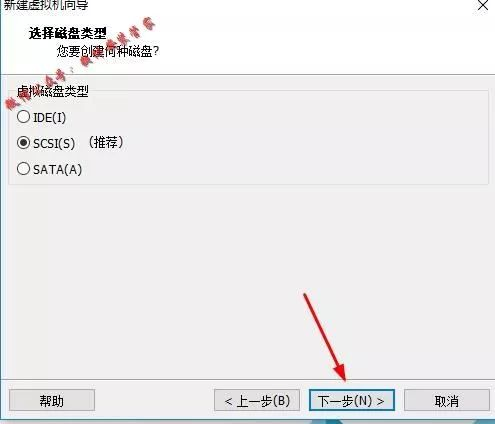 新建虚拟机向导
选择磁盘类型
您要创建何种磁盘?
虚拟磁盘类型
IDE(I)
SCSI(S) （推荐）
SATA(A)
帮助
< 上一步(B)
下一步(N) >
取消